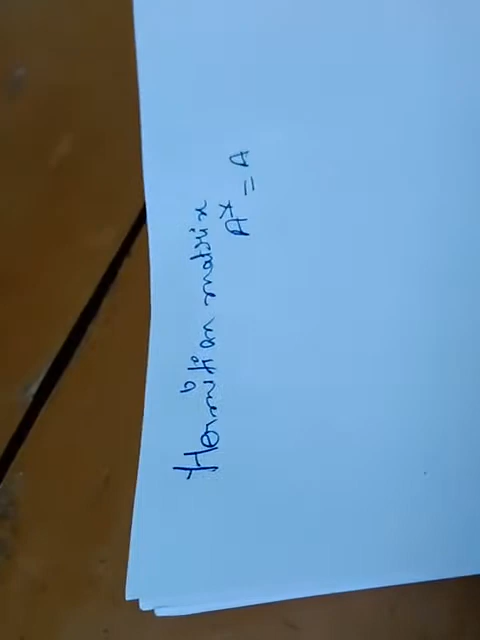 Hermitian matrix
A* = A